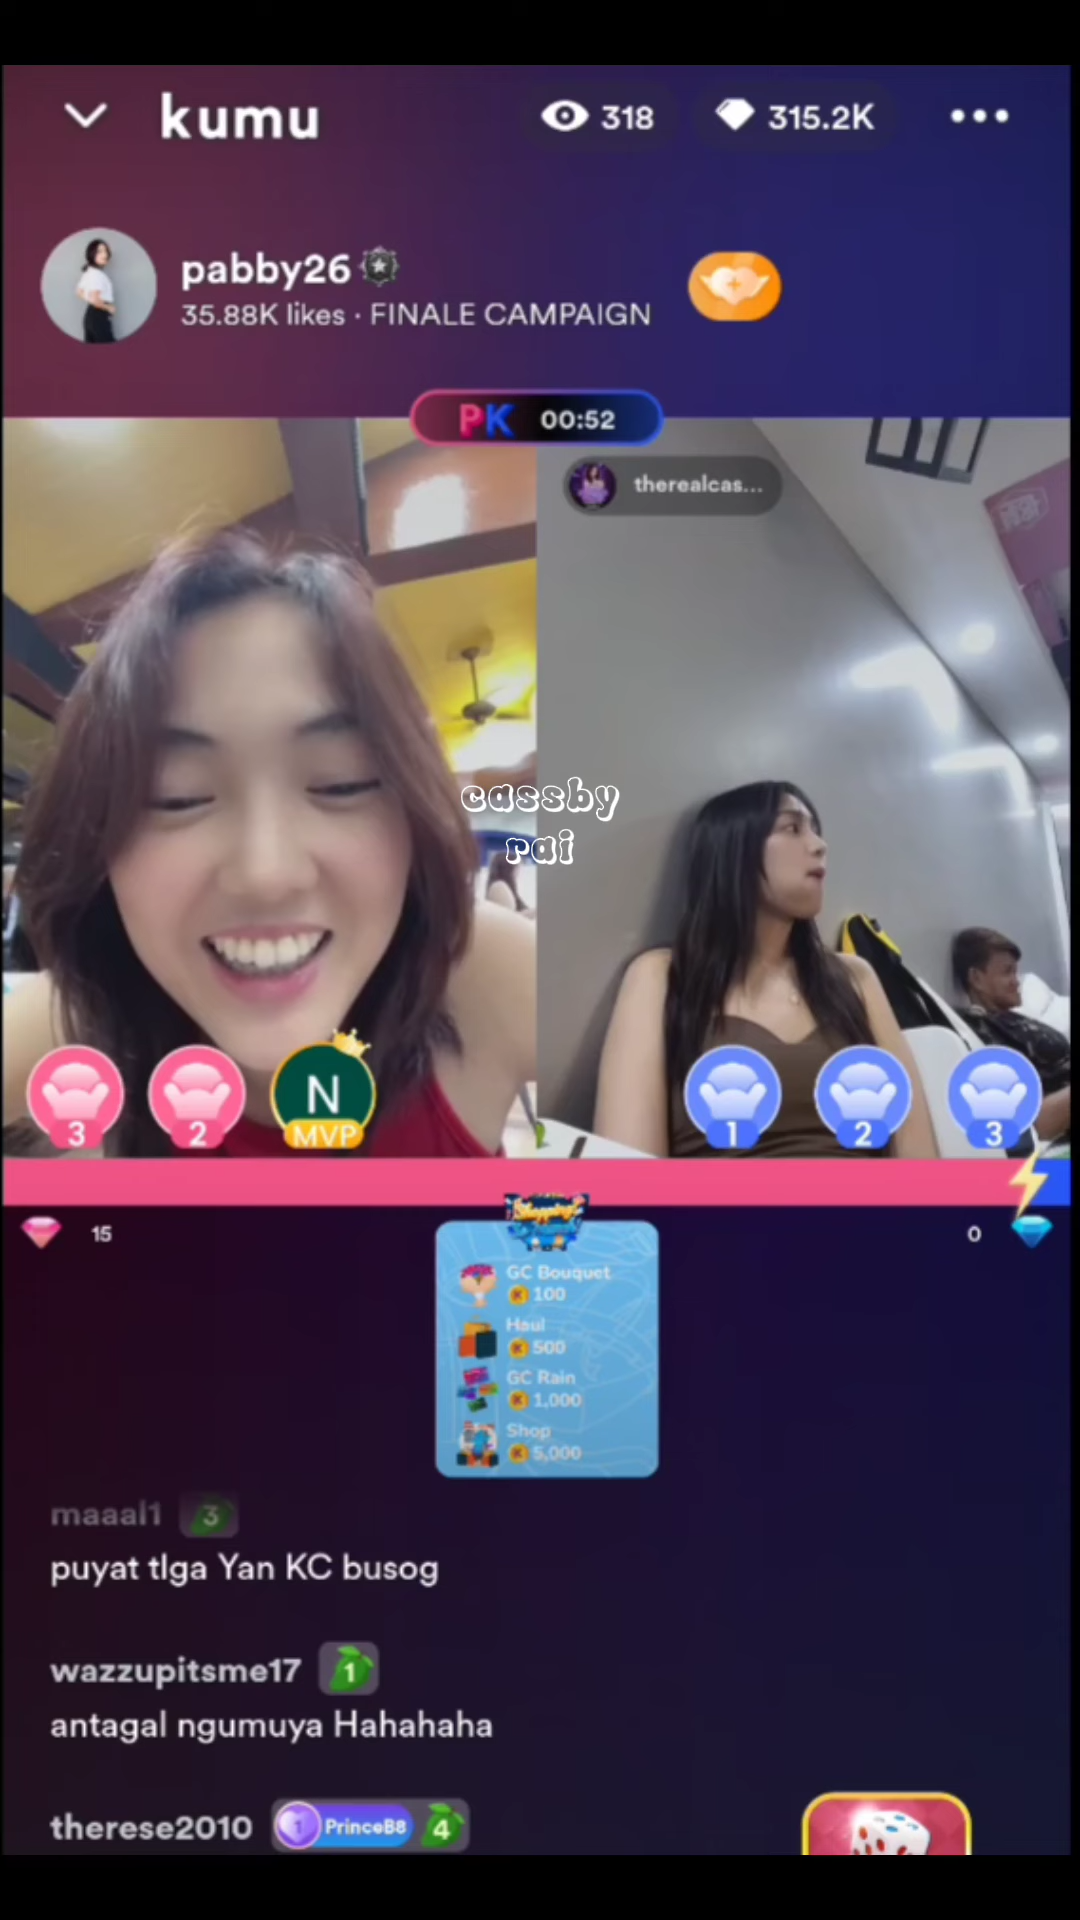 kumu
318
315.2K
pabby26
35.88K likes · FINALE CAMPAIGN
PK 00:52
therealcas...
cassby
rai
3
2
N
MVP
1
2
3
15
0
Shopping
GC Bouquet
K 100
Haul
K 500
GC Rain
K 1,000
Shop
K 5,000
maaal1 3
puyat tlga Yan KC busog
wazzupitsme17 1
antagal ngumuya Hahahaha
therese2010 1 PrinceB8 4